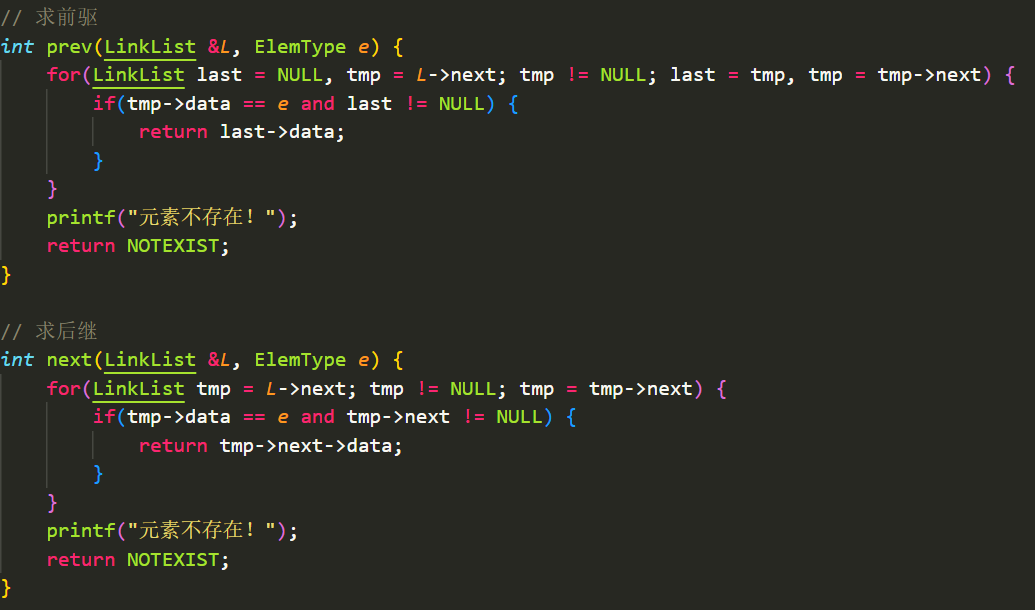 // 求前驱
int prev(LinkList &L, ElemType e) {
    for(LinkList last = NULL, tmp = L->next; tmp != NULL; last = tmp, tmp = tmp->next) {
        if(tmp->data == e and last != NULL) {
            return last->data;
        }
    }
    printf("元素不存在！");
    return NOTEXIST;
}
// 求后继
int next(LinkList &L, ElemType e) {
    for(LinkList tmp = L->next; tmp != NULL; tmp = tmp->next) {
        if(tmp->data == e and tmp->next != NULL) {
            return tmp->next->data;
        }
    }
    printf("元素不存在！");
    return NOTEXIST;
}